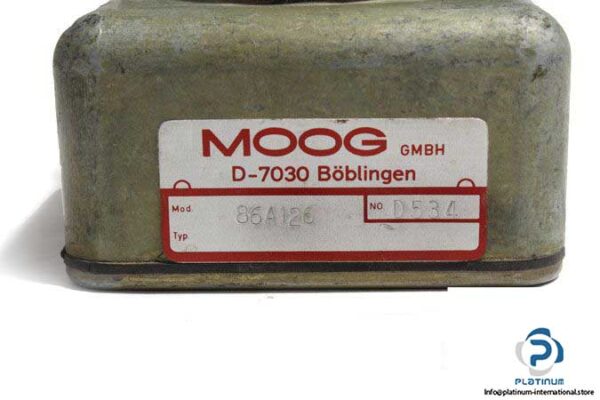 MOOG GMBH
D-7030 Böblingen
Mod. 86A126 NO. D534
Typ
PLATINUM
Info@platinum-international.store